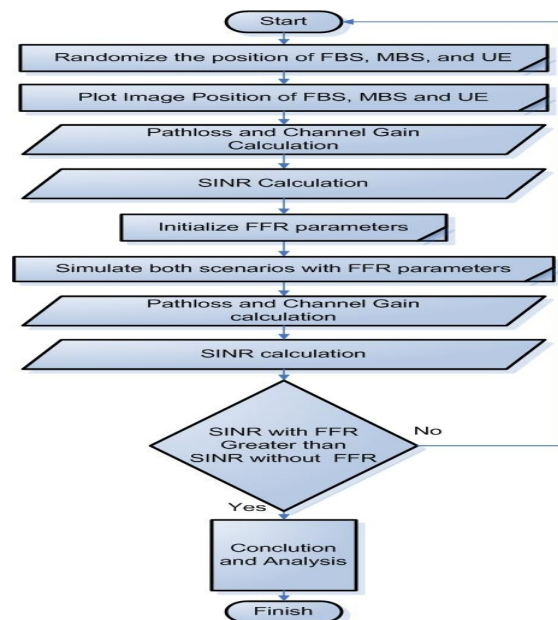 Start
Randomize the position of FBS, MBS, and UE
Plot Image Position of FBS, MBS and UE
Pathloss and Channel Gain
Calculation
SINR Calculation
Initialize FFR parameters
Simulate both scenarios with FFR parameters
Pathloss and Channel Gain
calculation
SINR calculation
SINR with FFR
Greater than
SINR without FFR
No
Yes
Conclution
and Analysis
Finish